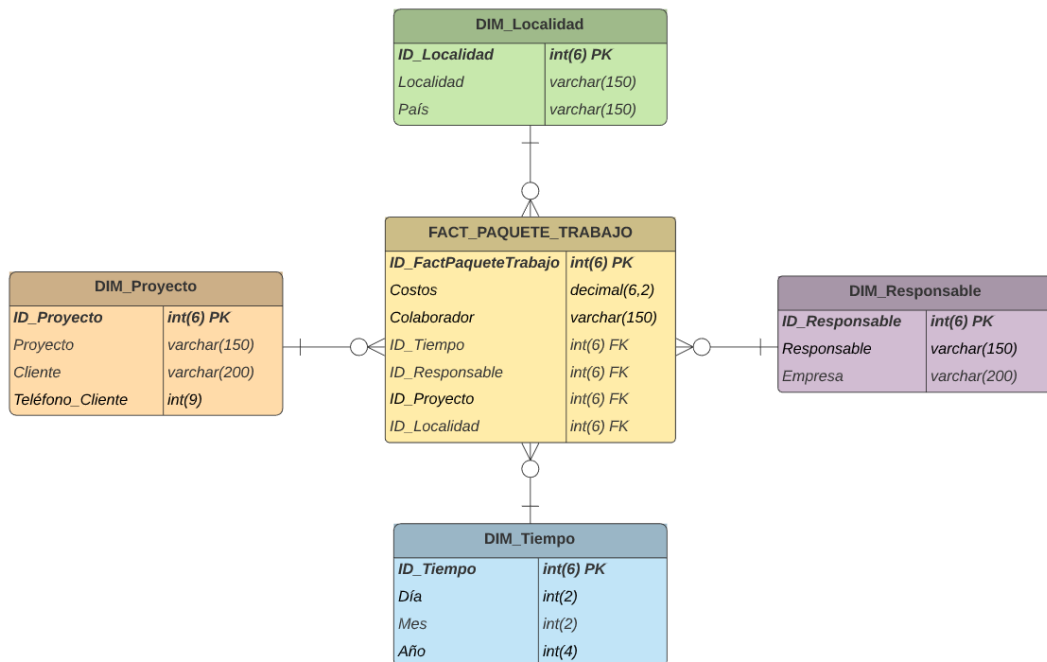 DIM_Localidad
ID_Localidad int(6) PK
Localidad varchar(150)
País varchar(150)
FACT_PAQUETE_TRABAJO
ID_FactPaqueteTrabajo int(6) PK
Costos decimal(6,2)
Colaborador varchar(150)
ID_Tiempo int(6) FK
ID_Responsable int(6) FK
ID_Proyecto int(6) FK
ID_Localidad int(6) FK
DIM_Proyecto
ID_Proyecto int(6) PK
Proyecto varchar(150)
Cliente varchar(200)
Teléfono_Cliente int(9)
DIM_Responsable
ID_Responsable int(6) PK
Responsable varchar(150)
Empresa varchar(200)
DIM_Tiempo
ID_Tiempo int(6) PK
Día int(2)
Mes int(2)
Año int(4)